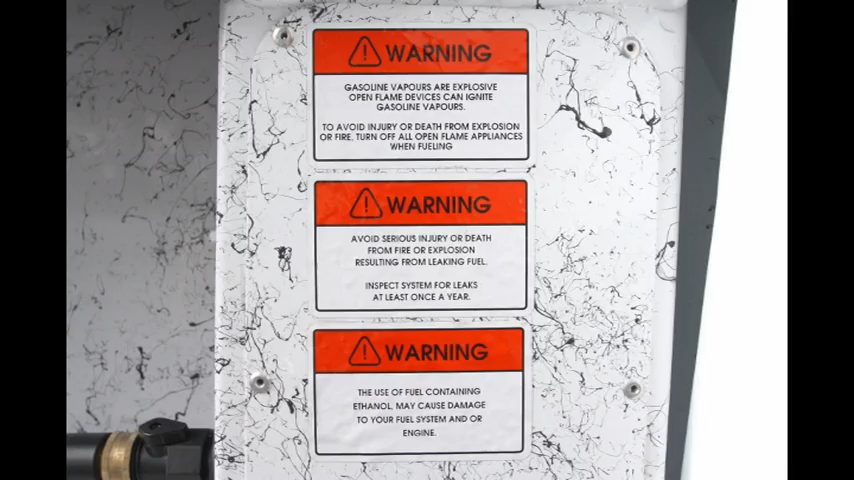 WARNING
GASOLINE VAPOURS ARE EXPLOSIVE
OPEN FLAME DEVICES CAN IGNITE
GASOLINE VAPOURS.
TO AVOID INJURY OR DEATH FROM EXPLOSION
OR FIRE, TURN OFF ALL OPEN FLAME APPLIANCES
WHEN FUELING
WARNING
AVOID SERIOUS INJURY OR DEATH
FROM FIRE OR EXPLOSION
RESULTING FROM LEAKING FUEL.
INSPECT SYSTEM FOR LEAKS
AT LEAST ONCE A YEAR.
WARNING
THE USE OF FUEL CONTAINING
ETHANOL, MAY CAUSE DAMAGE
TO YOUR FUEL SYSTEM AND OR
ENGINE.